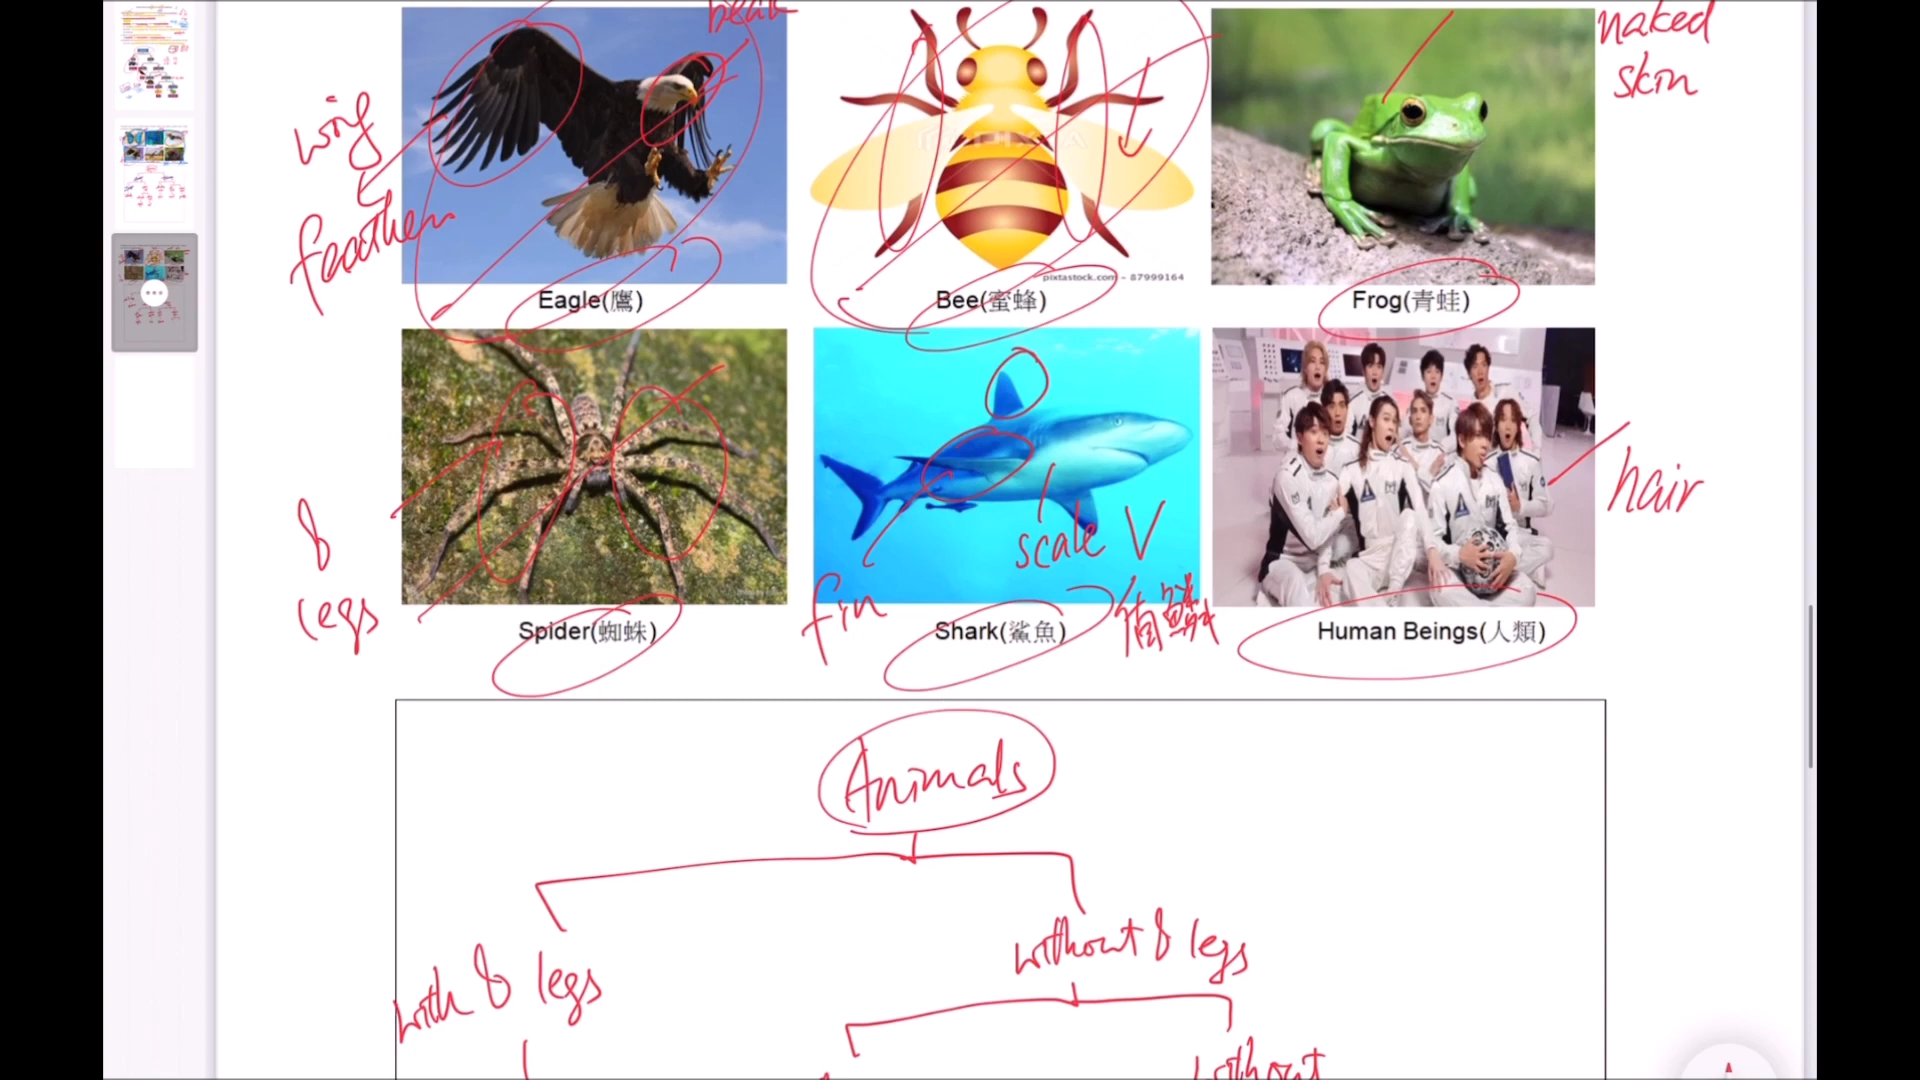 beak
naked
skin
wing
feather
PIXTA
pixtastock.com - 87999164
Eagle(鷹)
Bee(蜜蜂)
Frog(青蛙)
8
legs
fin
scale V
盾鱗
hair
Spider(蜘蛛)
Shark(鯊魚)
Human Beings(人類)
Animals
with 8 legs
without 8 legs
without